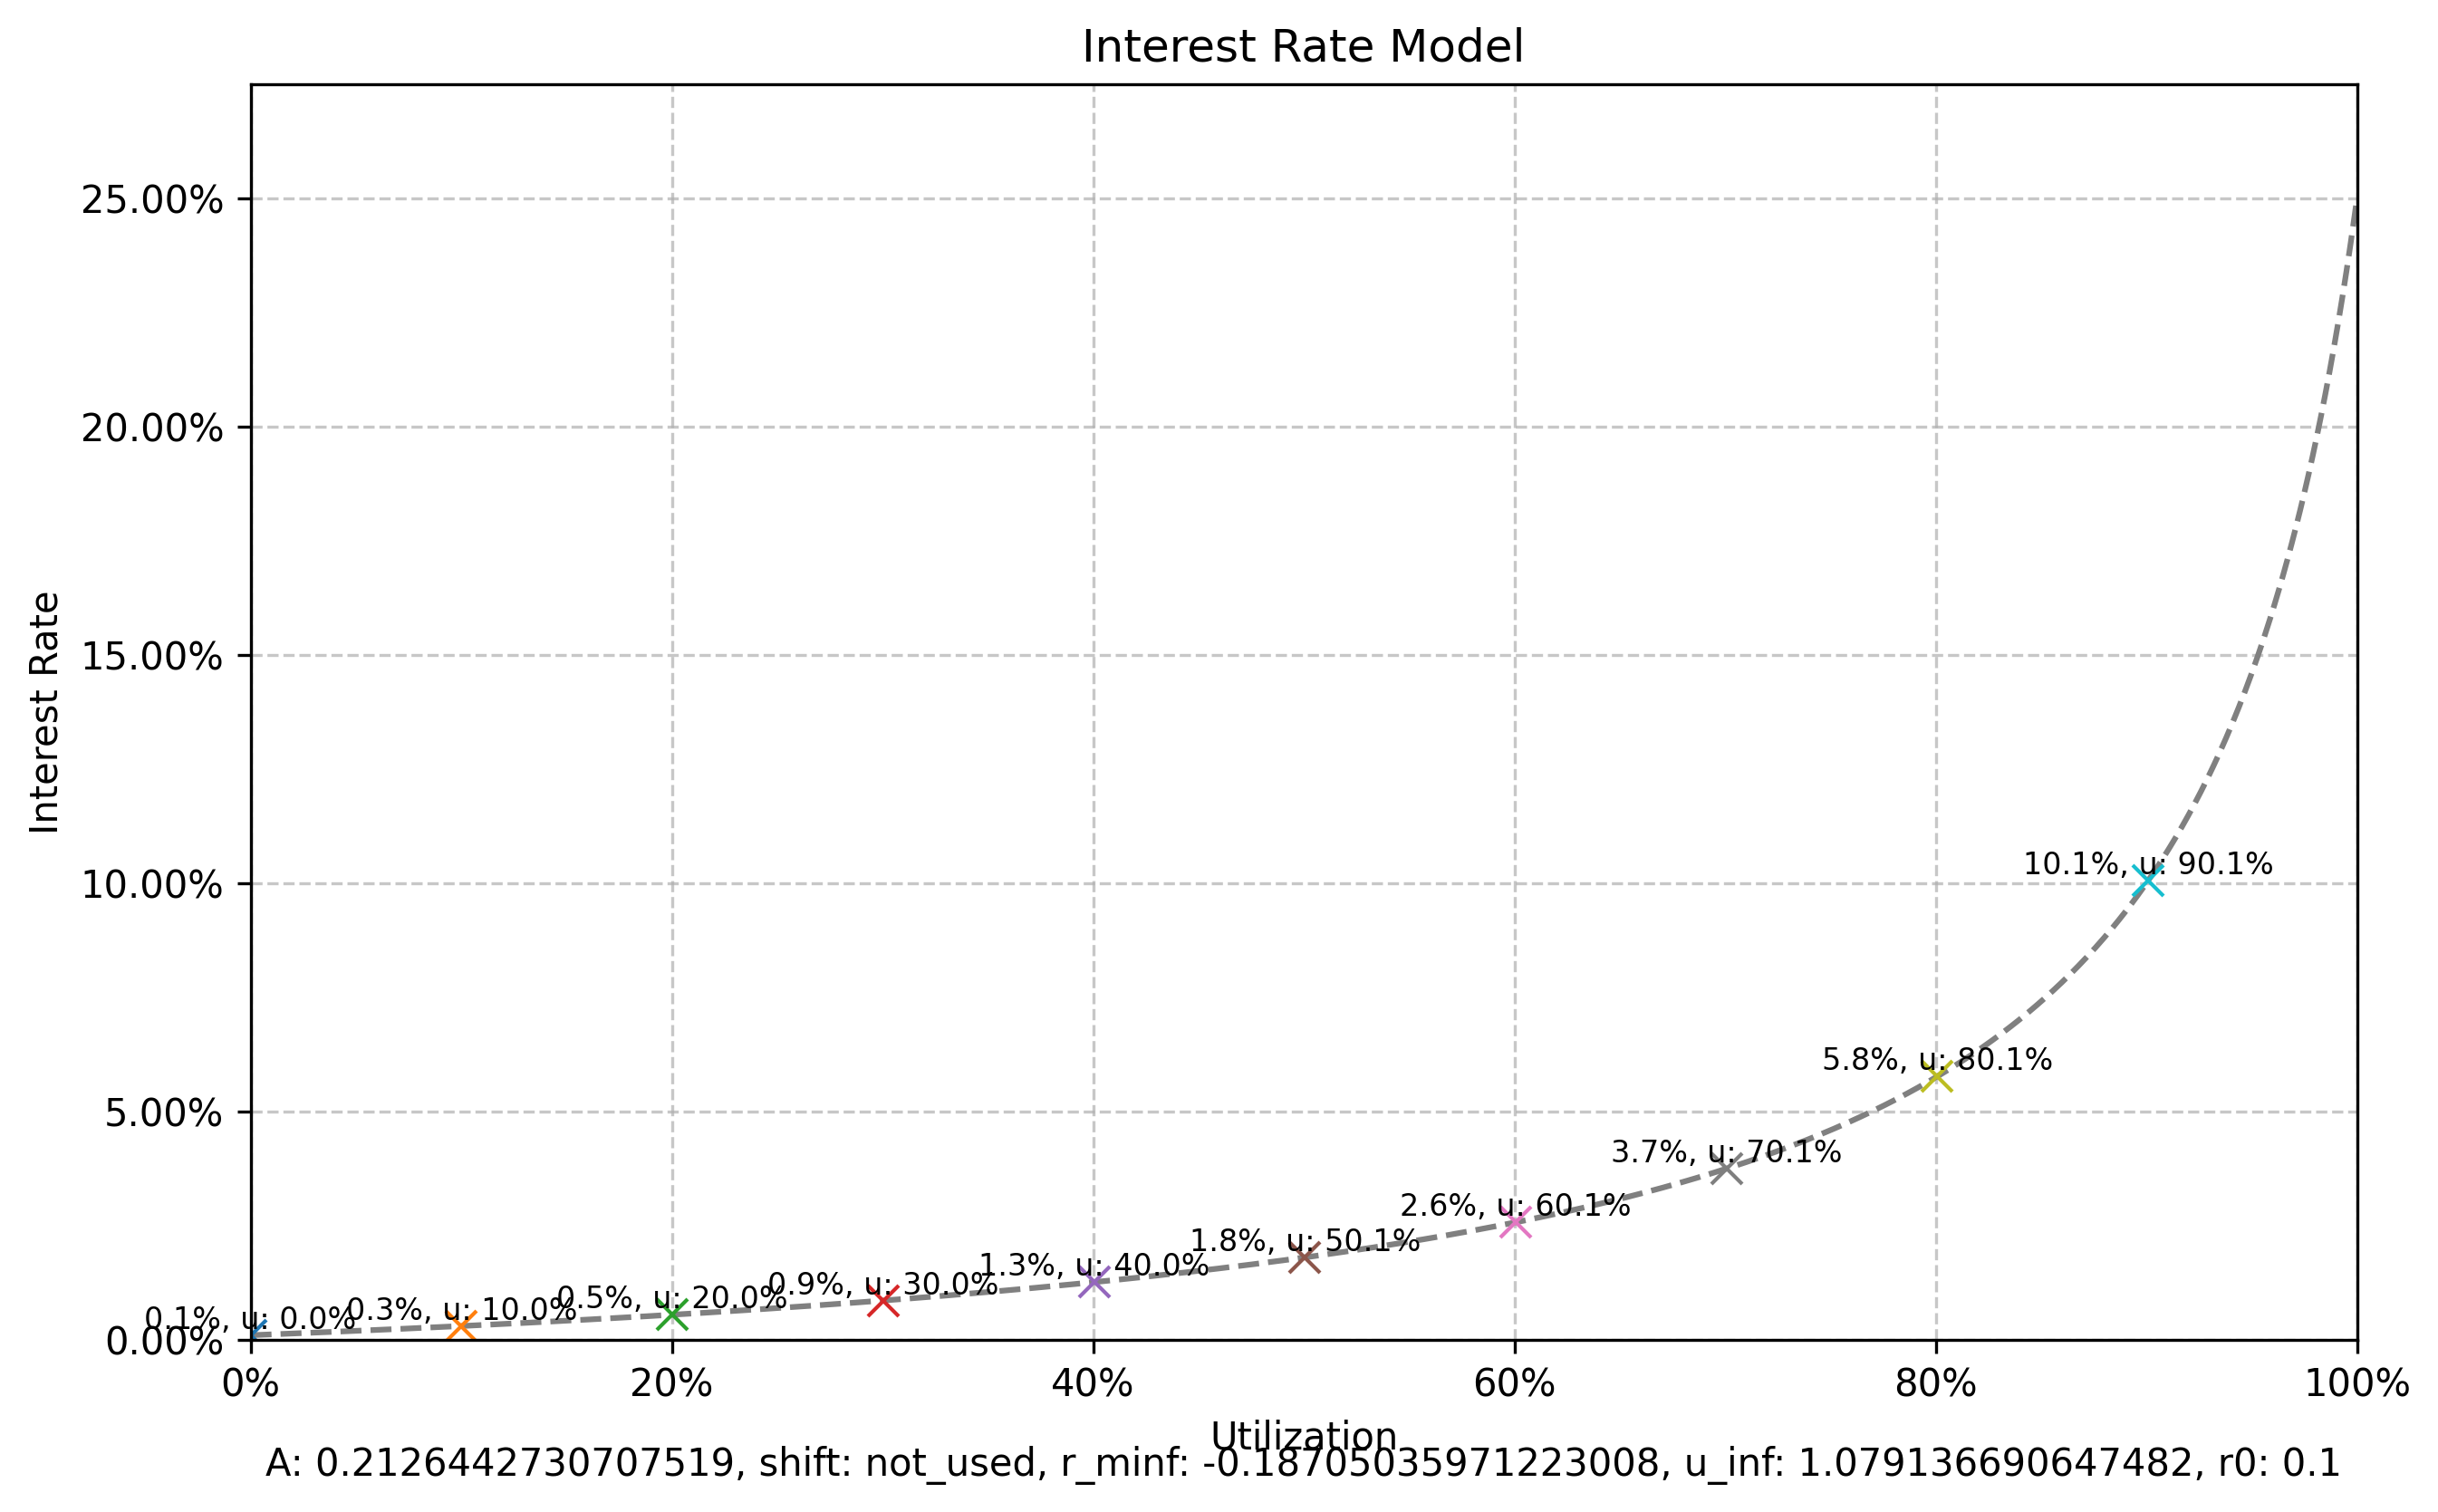 Interest Rate Model
25.00%
20.00%
15.00%
10.00%
5.00%
0.00%
Interest Rate
10.1%, u: 90.1%
5.8%, u: 80.1%
3.7%, u: 70.1%
2.6%, u: 60.1%
1.8%, u: 50.1%
1.3%, u: 40.0%
0.9%, u: 30.0%
0.5%, u: 20.0%
0.3%, u: 10.0%
0.1%, u: 0.0%
0%
20%
40%
60%
80%
100%
Utilization
A: 0.2126442730707519, shift: not_used, r_minf: -0.18705035971223008, u_inf: 1.079136690647482, r0: 0.1